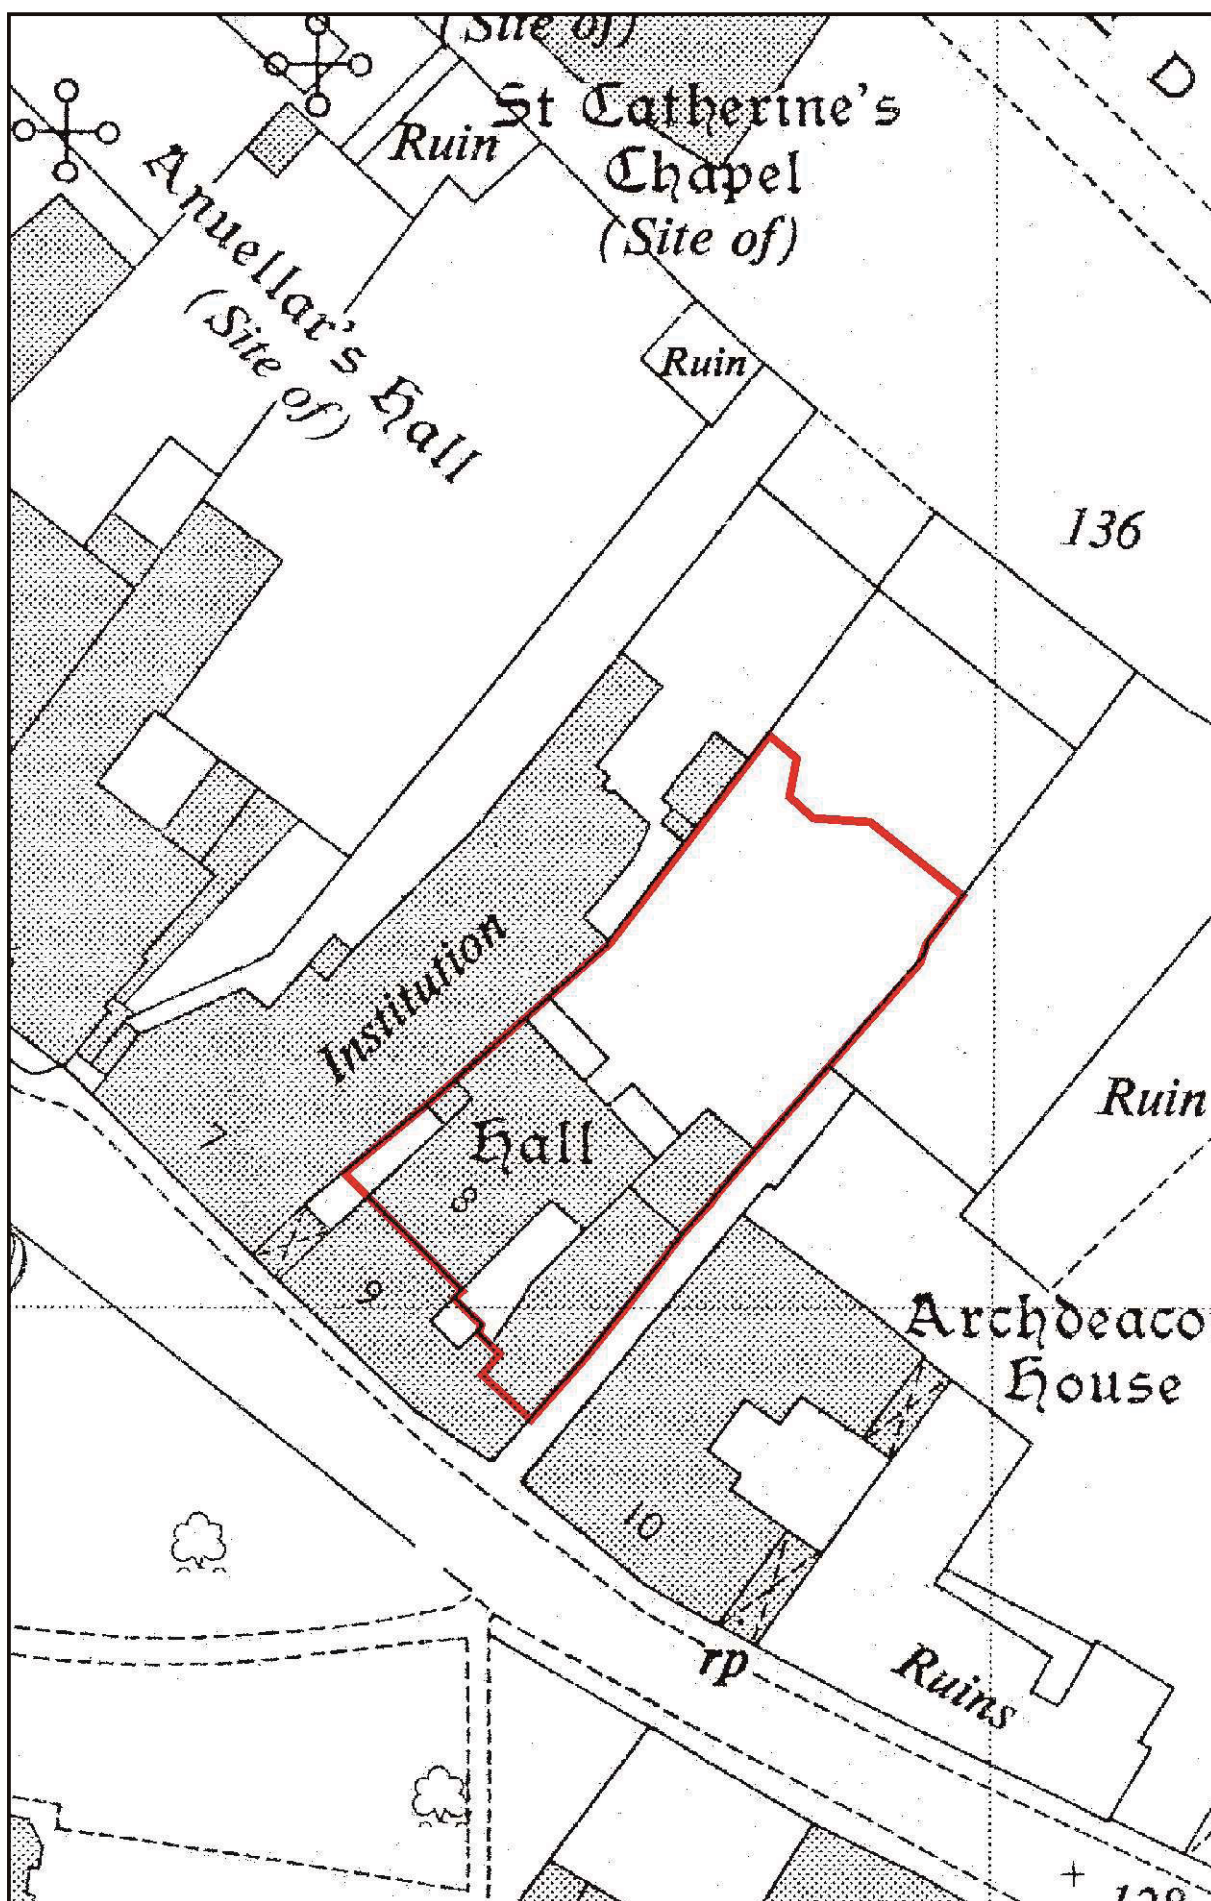 (Site of)
D
St Catherine's
Chapel
(Site of)
Ruin
Anuellar's Hall
(Site of)
Ruin
136
Institution
Ruin
7
Hall
8
9
Archdeaco
House
10
rp
Ruins